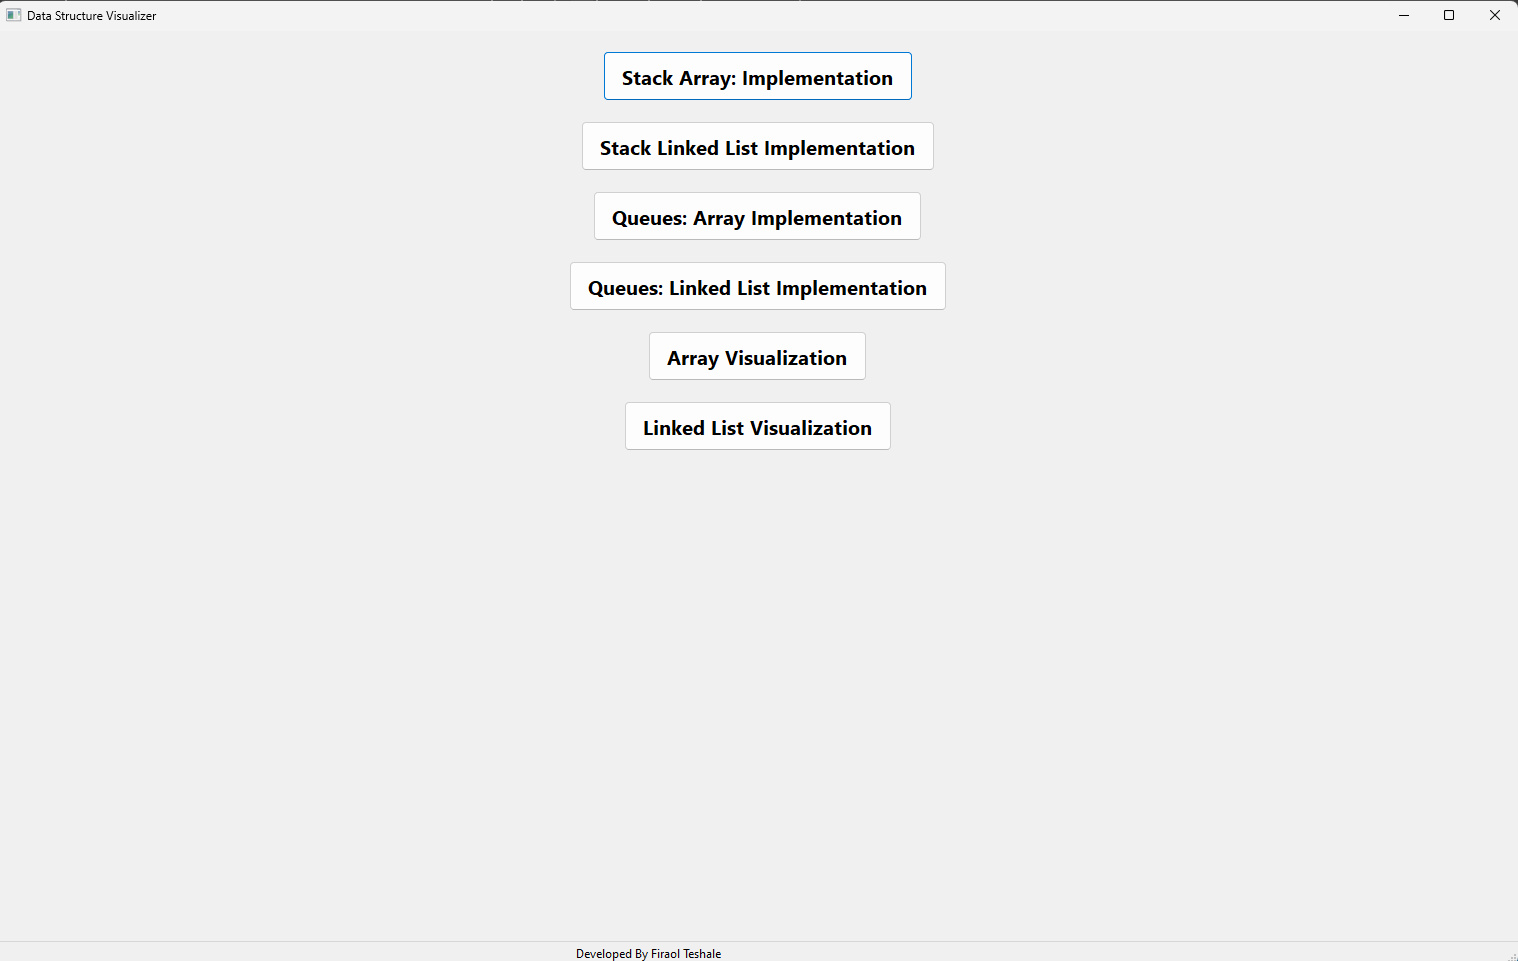 Data Structure Visualizer
Stack Array: Implementation
Stack Linked List Implementation
Queues: Array Implementation
Queues: Linked List Implementation
Array Visualization
Linked List Visualization
Developed By Firaol Teshale